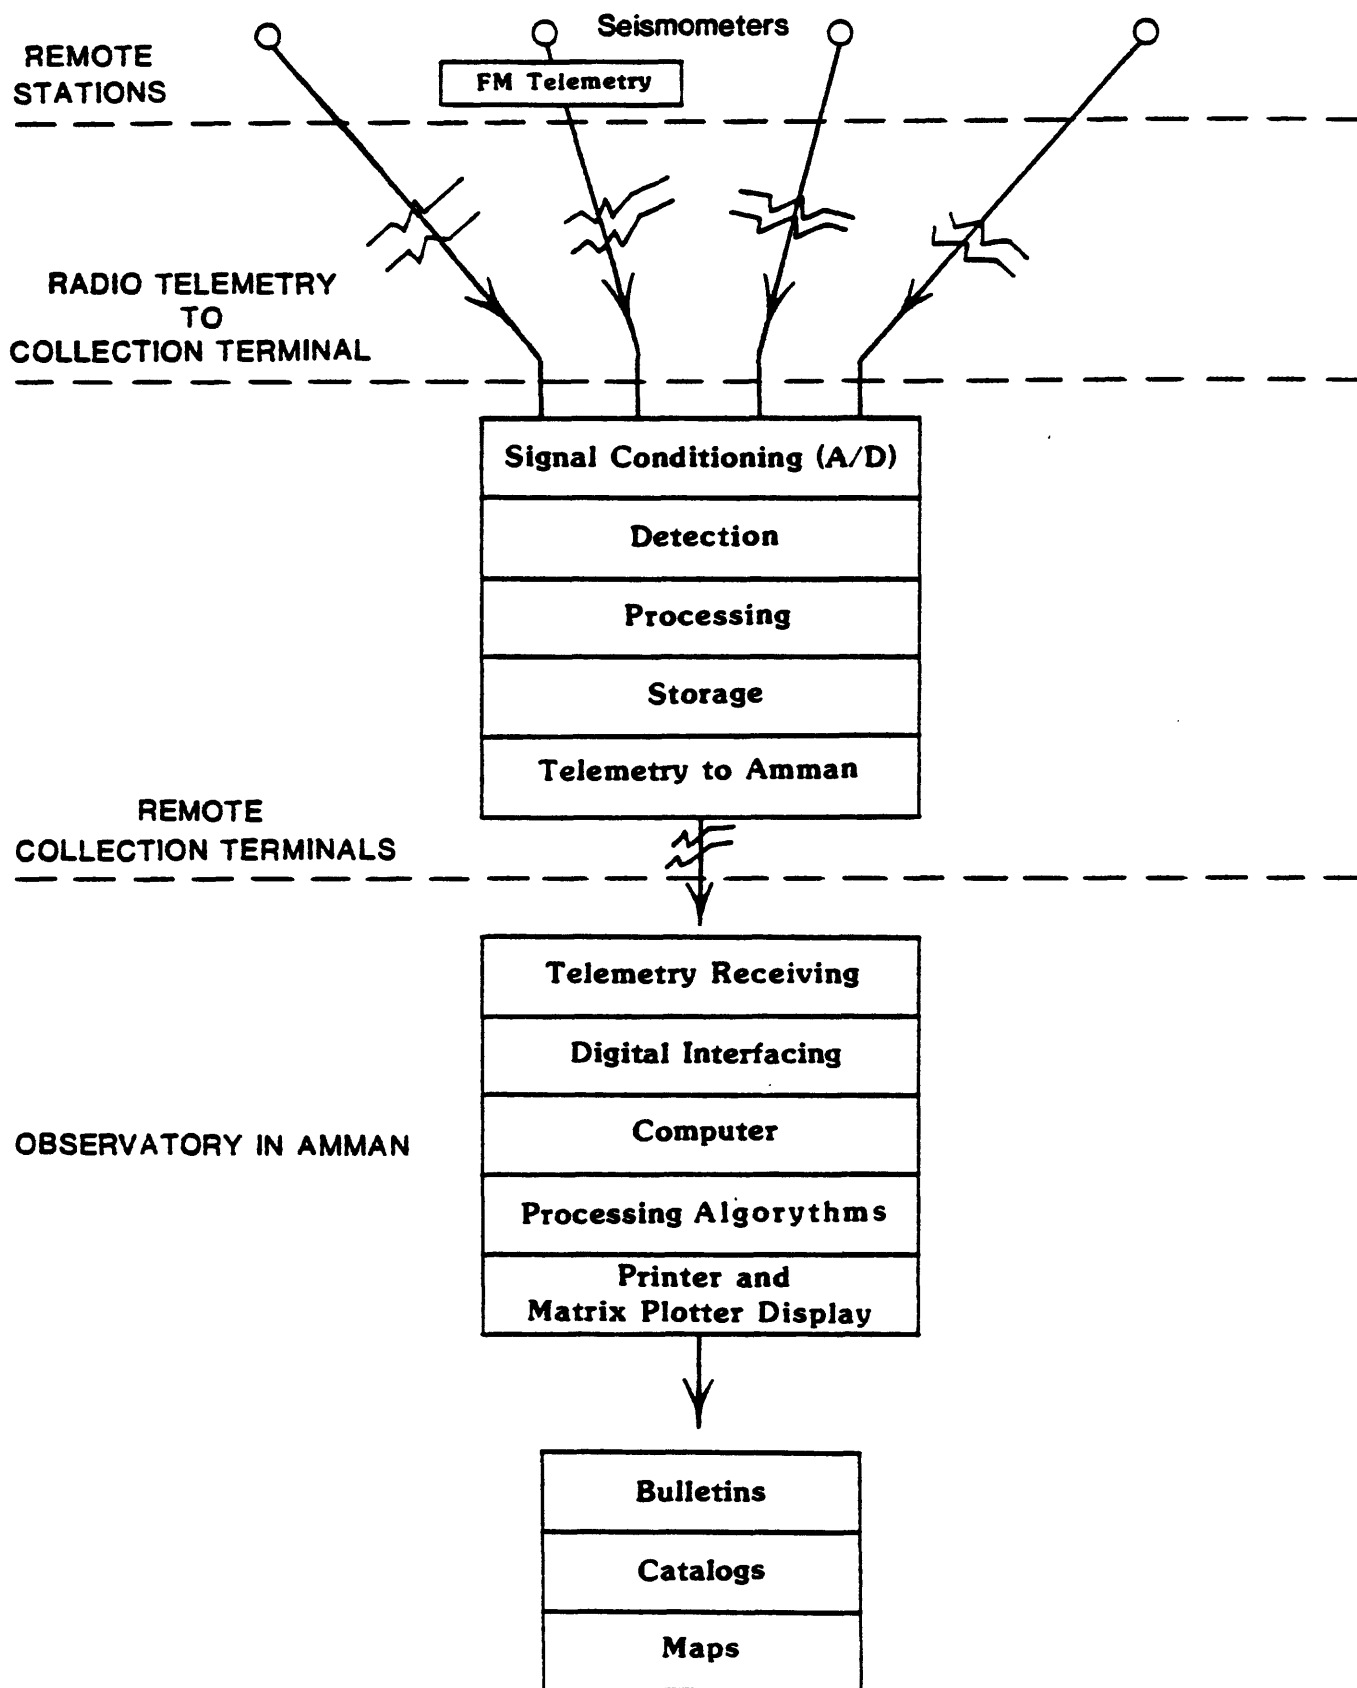 Seismometers
REMOTE
STATIONS
FM Telemetry
RADIO TELEMETRY
TO
COLLECTION TERMINAL
Signal Conditioning (A/D)
Detection
Processing
Storage
Telemetry to Amman
REMOTE
COLLECTION TERMINALS
Telemetry Receiving
Digital Interfacing
Computer
OBSERVATORY IN AMMAN
Processing Algorythms
Printer and
Matrix Plotter Display
Bulletins
Catalogs
Maps